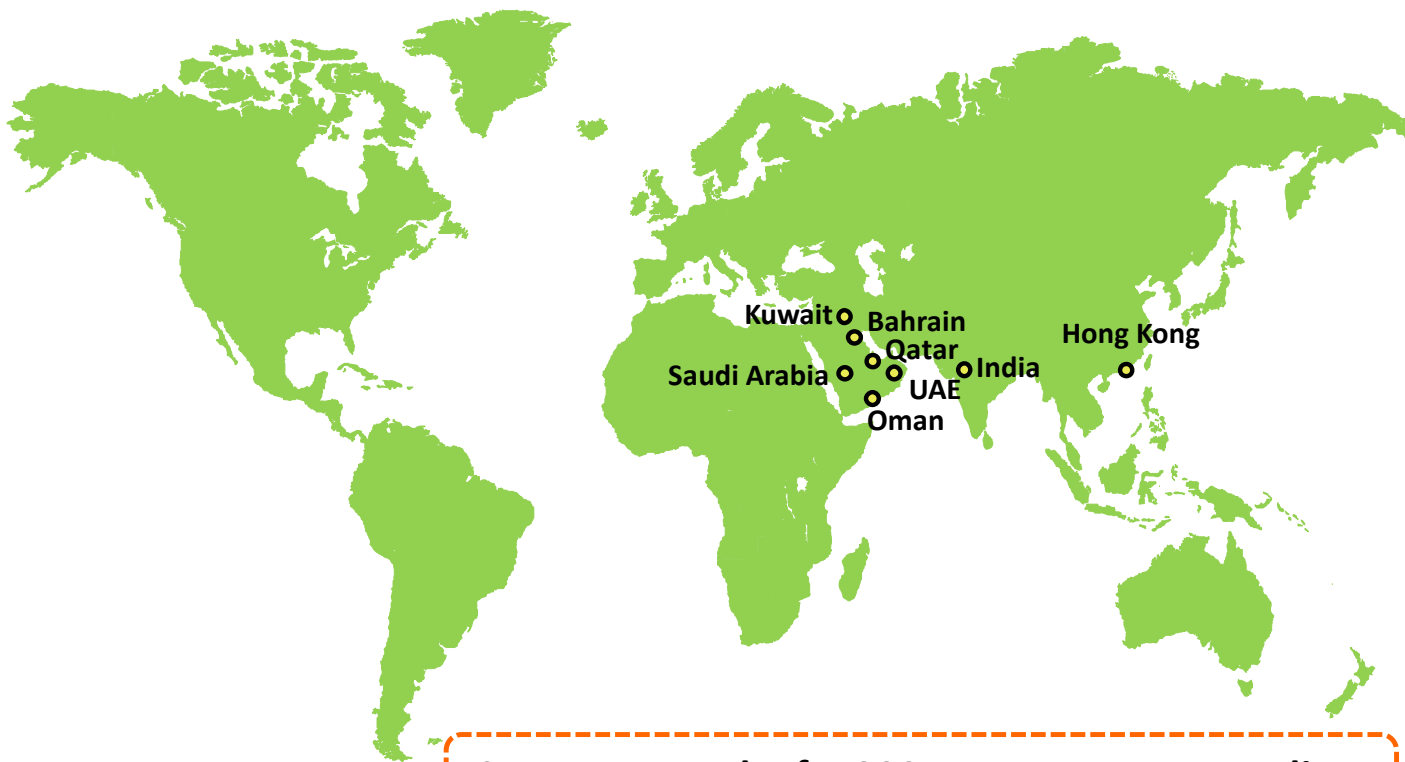 Kuwait
Bahrain
Hong Kong
Qatar
Saudi Arabia
India
UAE
Oman